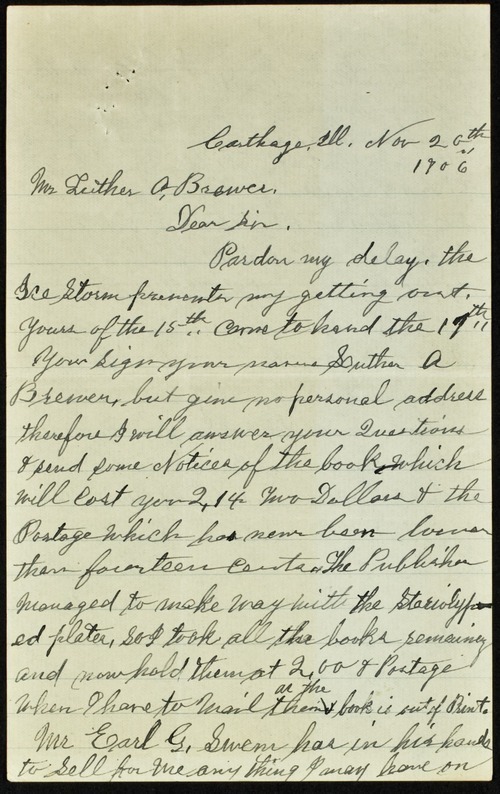 Carthage, Ill. Nov 20th
1906
Mr Luther A, Brewer.
Dear Sir.
Pardon my delay. the
Ice Storm prevented my getting out.
Yours of the 15th. came to hand the 19th
You sign your name Luther A
Brewer, but give no personal address
therefore I will answer your Questions
& send some Notices of the book, which
will cost you 2,14 Two Dollars & the
Postage which has never been lower
than fourteen cents. The Publisher
managed to make way with the Steriotyp
ed plates, So I took all the books remaining
and now hold them at 2,00 & Postage
as the
when I have to Mail them book is out of Print.
Mr Earl G. Swem has in his hands
to Sell for me any thing I may have on